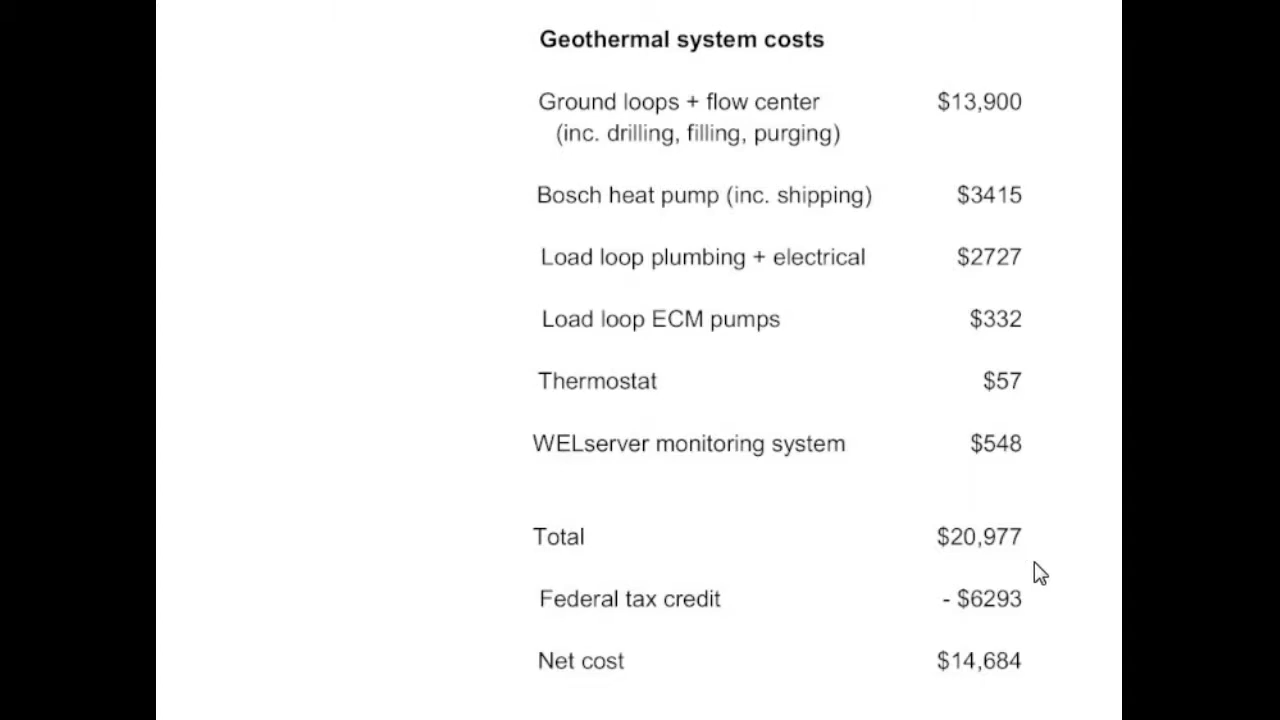 Geothermal system costs
Ground loops + flow center $13,900
(inc. drilling, filling, purging)
Bosch heat pump (inc. shipping) $3415
Load loop plumbing + electrical $2727
Load loop ECM pumps $332
Thermostat $57
WELserver monitoring system $548
Total $20,977
Federal tax credit - $6293
Net cost $14,684